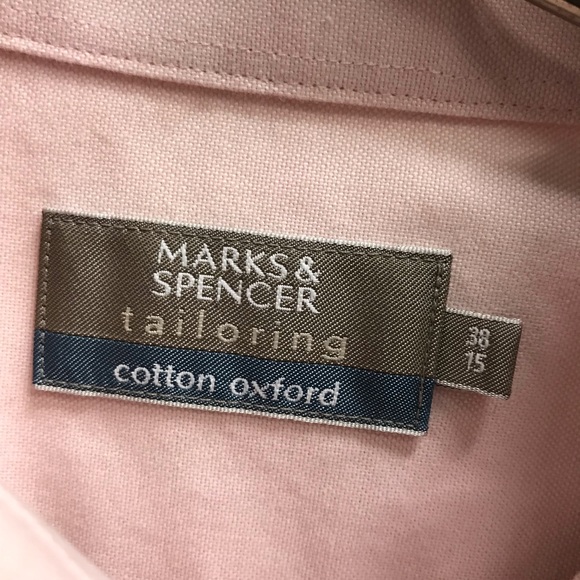 MARKS &
SPENCER
tailoring
cotton oxford
38
15